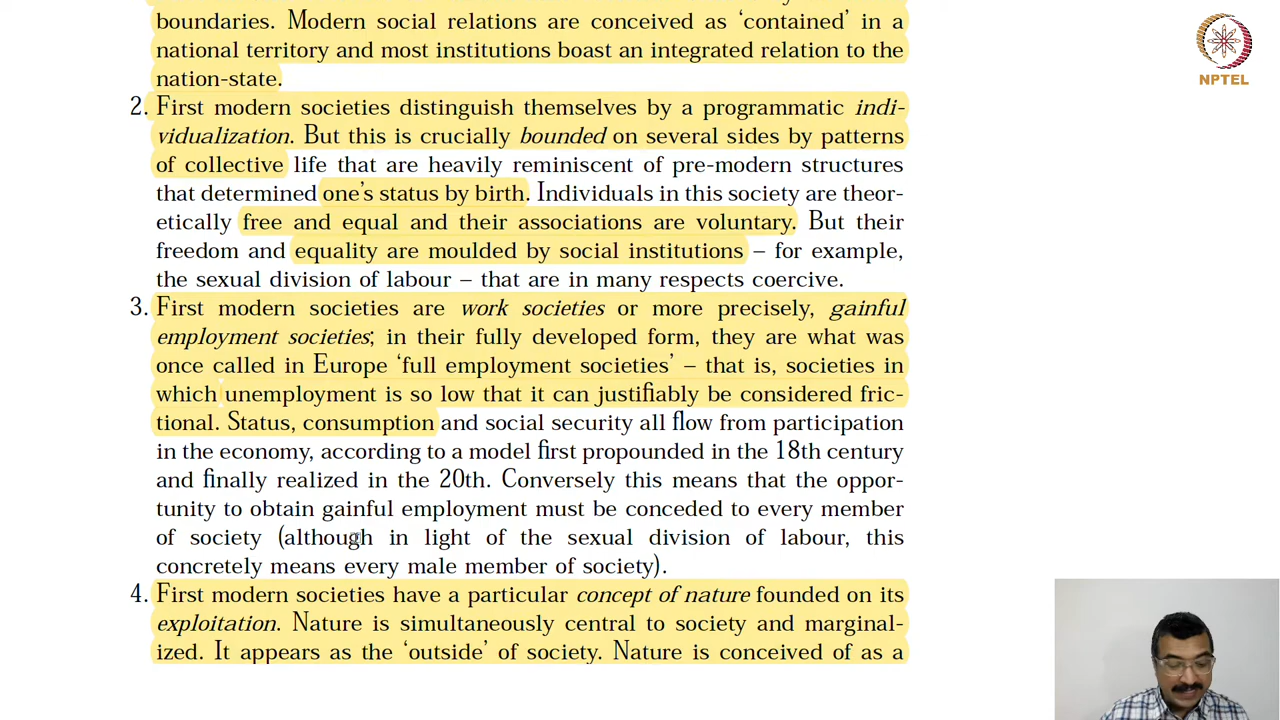 boundaries. Modern social relations are conceived as ‘contained’ in a
national territory and most institutions boast an integrated relation to the
nation-state.
2. First modern societies distinguish themselves by a programmatic indi-
vidualization. But this is crucially bounded on several sides by patterns
of collective life that are heavily reminiscent of pre-modern structures
that determined one’s status by birth. Individuals in this society are theor-
etically free and equal and their associations are voluntary. But their
freedom and equality are moulded by social institutions – for example,
the sexual division of labour – that are in many respects coercive.
3. First modern societies are work societies or more precisely, gainful
employment societies; in their fully developed form, they are what was
once called in Europe ‘full employment societies’ – that is, societies in
which unemployment is so low that it can justifiably be considered fric-
tional. Status, consumption and social security all flow from participation
in the economy, according to a model first propounded in the 18th century
and finally realized in the 20th. Conversely this means that the oppor-
tunity to obtain gainful employment must be conceded to every member
of society (although in light of the sexual division of labour, this
concretely means every male member of society).
4. First modern societies have a particular concept of nature founded on its
exploitation. Nature is simultaneously central to society and marginal-
ized. It appears as the ‘outside’ of society. Nature is conceived of as a
NPTEL